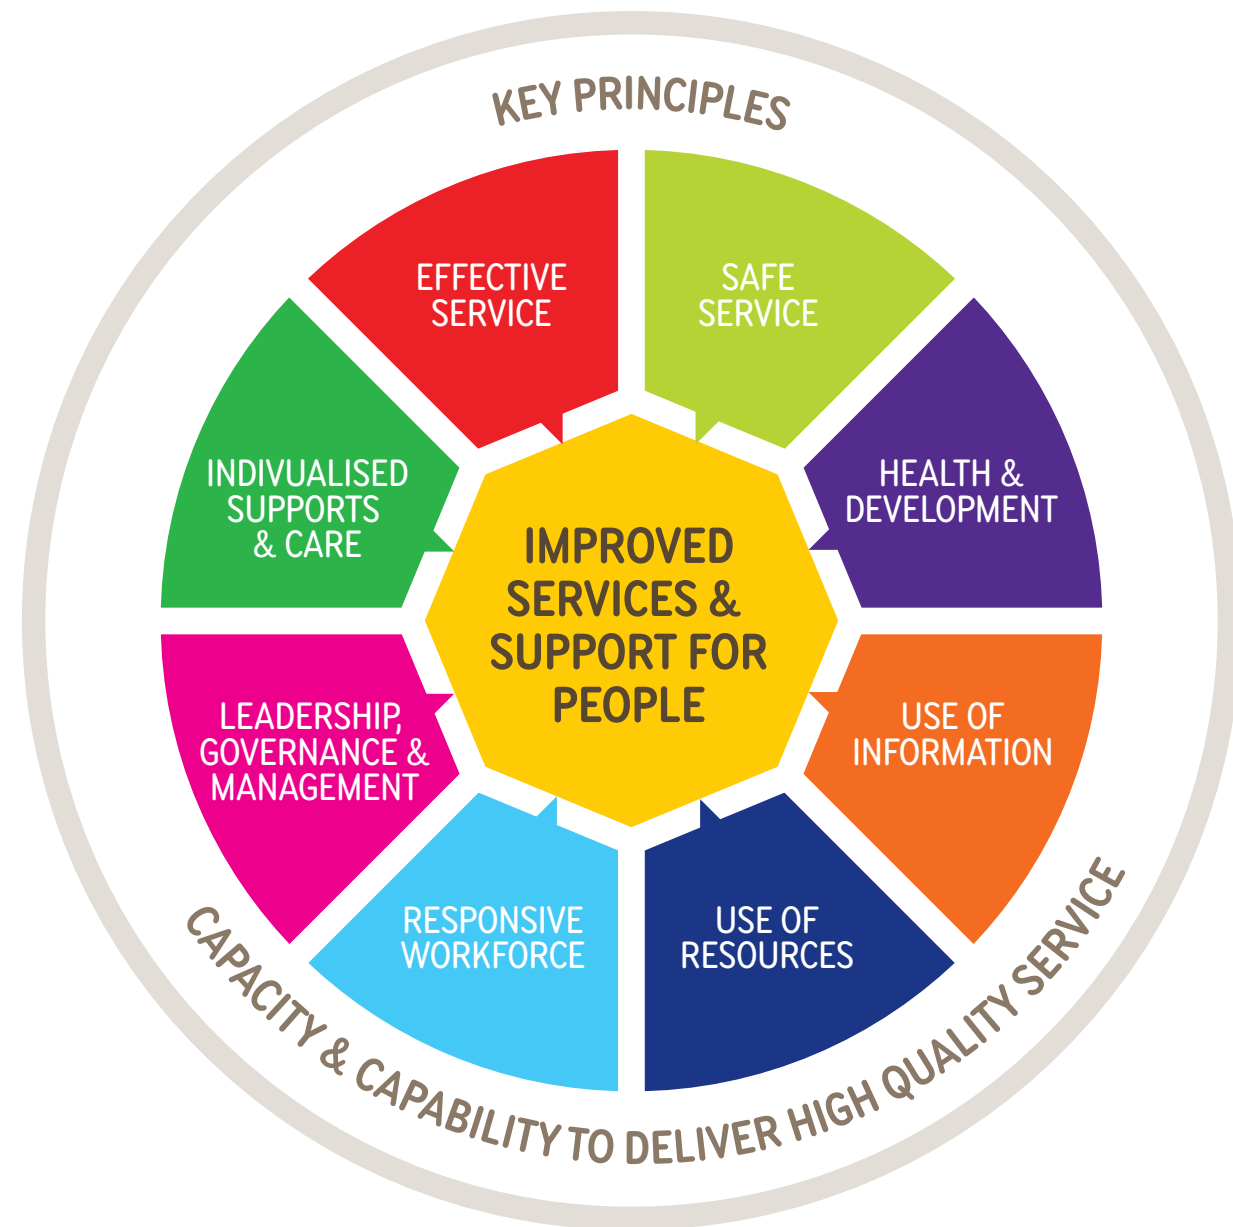 KEY PRINCIPLES
EFFECTIVE
SERVICE
SAFE
SERVICE
INDIVUALISED
SUPPORTS
& CARE
HEALTH &
DEVELOPMENT
IMPROVED
SERVICES &
SUPPORT FOR
PEOPLE
LEADERSHIP,
GOVERNANCE &
MANAGEMENT
USE OF
INFORMATION
RESPONSIVE
WORKFORCE
USE OF
RESOURCES
CAPACITY & CAPABILITY TO DELIVER HIGH QUALITY SERVICE